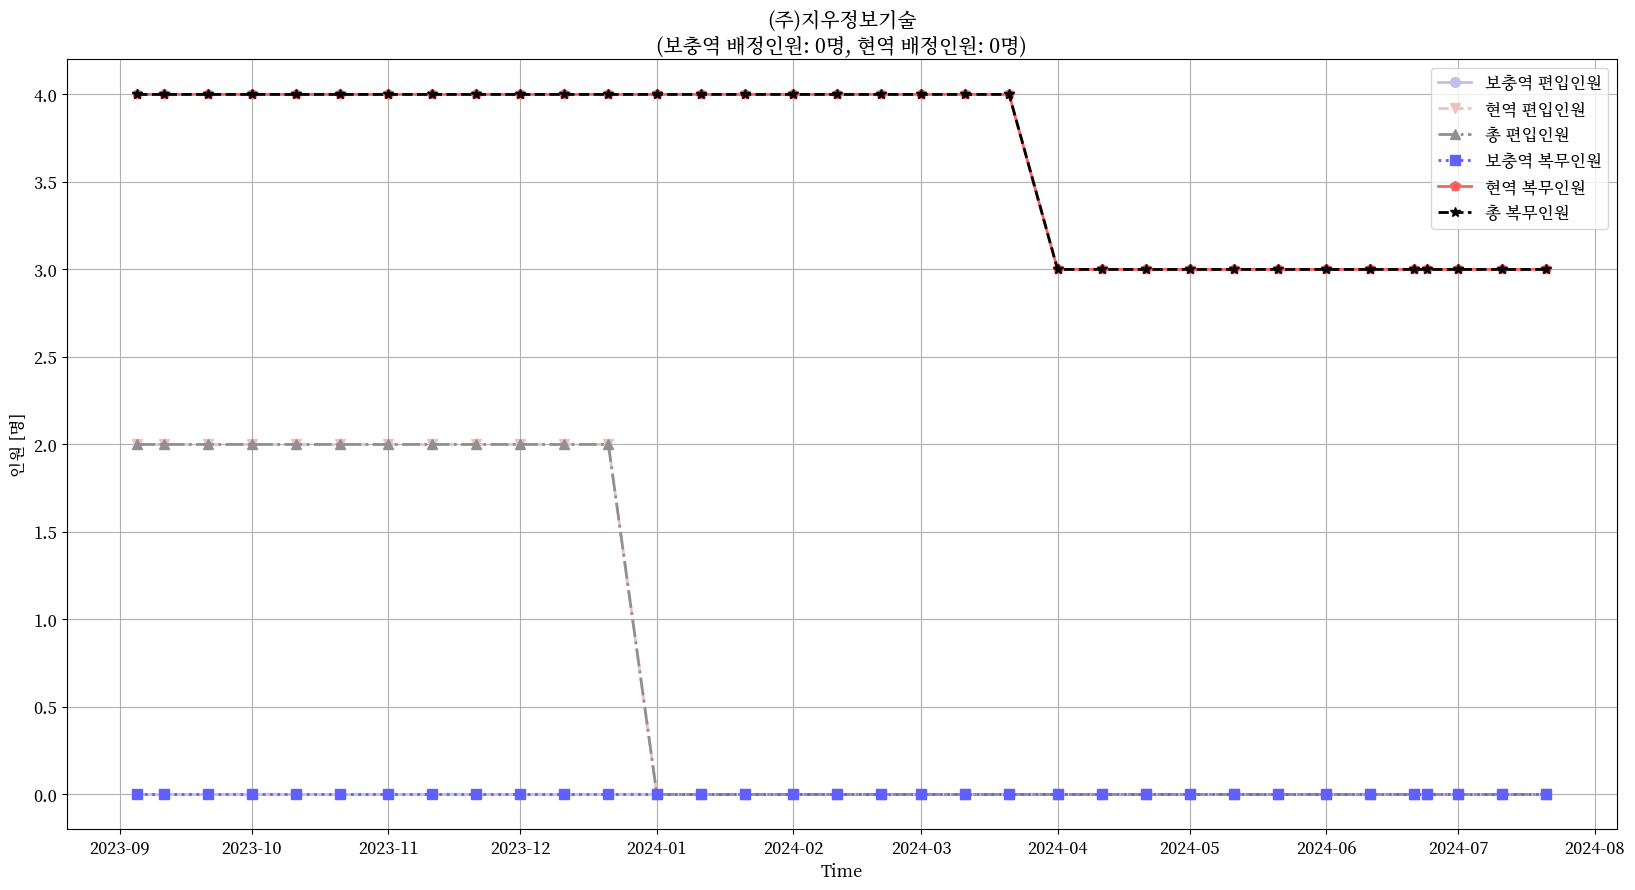 (주)지우정보기술
(보충역 배정인원: 0명, 현역 배정인원: 0명)
보충역 편입인원
현역 편입인원
총 편입인원
보충역 복무인원
현역 복무인원
총 복무인원
인원 [명]
4.0
3.5
3.0
2.5
2.0
1.5
1.0
0.5
0.0
2023-09 2023-10 2023-11 2023-12 2024-01 2024-02 2024-03 2024-04 2024-05 2024-06 2024-07 2024-08
Time